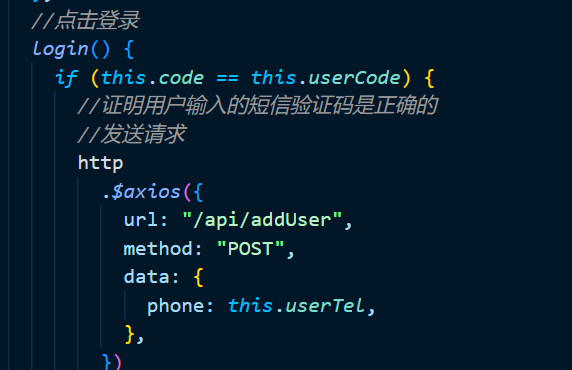 //点击登录
login() {
if (this.code == this.userCode) {
//证明用户输入的短信验证码是正确的
//发送请求
http
.$axios({
url: "/api/addUser",
method: "POST",
data: {
phone: this.userTel,
},
})